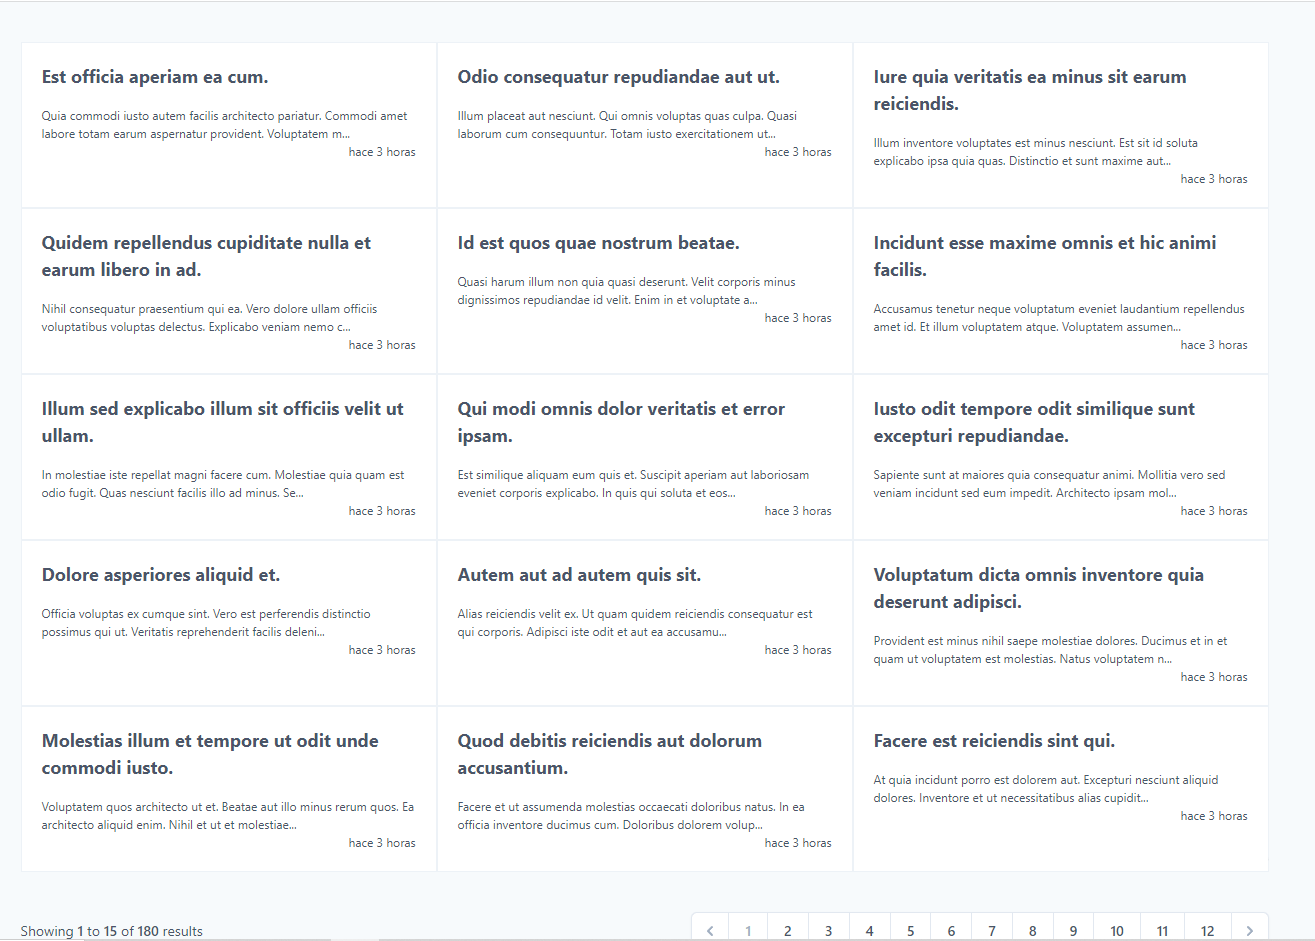 Est officia aperiam ea cum.
Quia commodi iusto autem facilis architecto pariatur. Commodi amet
labore totam earum aspernatur provident. Voluptatem m...
hace 3 horas
Odio consequatur repudiandae aut ut.
Illum placeat aut nesciunt. Qui omnis voluptas quas culpa. Quasi
laborum cum consequuntur. Totam iusto exercitationem ut...
hace 3 horas
Iure quia veritatis ea minus sit earum
reiciendis.
Illum inventore voluptates est minus nesciunt. Est sit id soluta
explicabo ipsa quia quas. Distinctio et sunt maxime aut...
hace 3 horas
Quidem repellendus cupiditate nulla et
earum libero in ad.
Nihil consequatur praesentium qui ea. Vero dolore ullam officiis
voluptatibus voluptas delectus. Explicabo veniam nemo c...
hace 3 horas
Id est quos quae nostrum beatae.
Quasi harum illum non quia quasi deserunt. Velit corporis minus
dignissimos repudiandae id velit. Enim in et voluptate a...
hace 3 horas
Incidunt esse maxime omnis et hic animi
facilis.
Accusamus tenetur neque voluptatum eveniet laudantium repellendus
amet id. Et illum voluptatem atque. Voluptatem assumen...
hace 3 horas
Illum sed explicabo illum sit officiis velit ut
ullam.
In molestiae iste repellat magni facere cum. Molestiae quia quam est
odio fugit. Quas nesciunt facilis illo ad minus. Se...
hace 3 horas
Qui modi omnis dolor veritatis et error
ipsam.
Est similique aliquam eum quis et. Suscipit aperiam aut laboriosam
eveniet corporis explicabo. In quis qui soluta et eos...
hace 3 horas
Iusto odit tempore odit similique sunt
excepturi repudiandae.
Sapiente sunt at maiores quia consequatur animi. Mollitia vero sed
veniam incidunt sed eum impedit. Architecto ipsam mol...
hace 3 horas
Dolore asperiores aliquid et.
Officia voluptas ex cumque sint. Vero est perferendis distinctio
possimus qui ut. Veritatis reprehenderit facilis deleni...
hace 3 horas
Autem aut ad autem quis sit.
Alias reiciendis velit ex. Ut quam quidem reiciendis consequatur est
qui corporis. Adipisci iste odit et aut ea accusamu...
hace 3 horas
Voluptatum dicta omnis inventore quia
deserunt adipisci.
Provident est minus nihil saepe molestiae dolores. Ducimus et in et
quam ut voluptatem est molestias. Natus voluptatem n...
hace 3 horas
Molestias illum et tempore ut odit unde
commodi iusto.
Voluptatem quos architecto ut et. Beatae aut illo minus rerum quos. Ea
architecto aliquid enim. Nihil et ut et molestiae...
hace 3 horas
Quod debitis reiciendis aut dolorum
accusantium.
Facere et ut assumenda molestias occaecati doloribus natus. In ea
officia inventore ducimus cum. Doloribus dolorem volup...
hace 3 horas
Facere est reiciendis sint qui.
At quia incidunt porro est dolorem aut. Excepturi nesciunt aliquid
dolores. Inventore et ut necessitatibus alias cupidit...
hace 3 horas
Showing 1 to 15 of 180 results
1 2 3 4 5 6 7 8 9 10 11 12